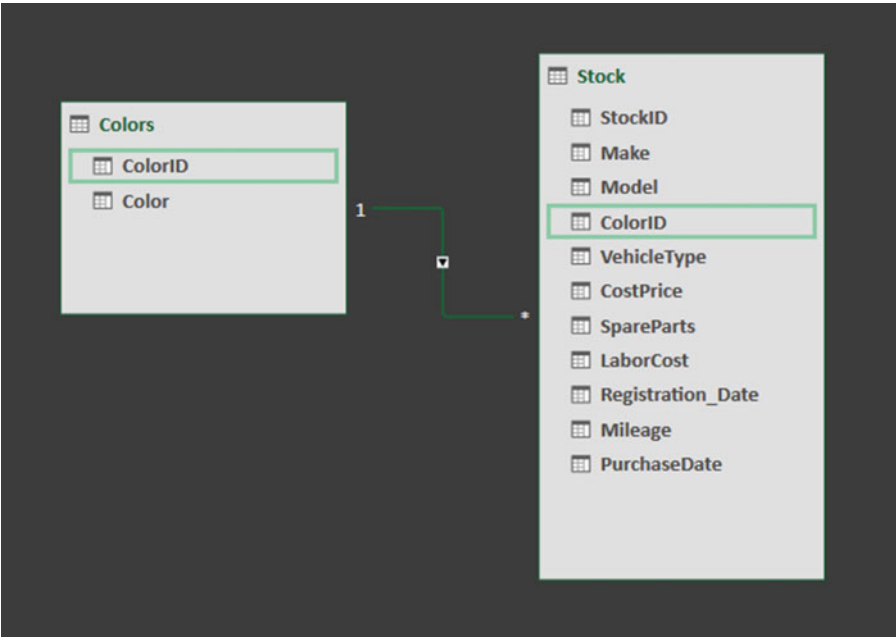 Colors
ColorID
Color
1
*
Stock
StockID
Make
Model
ColorID
VehicleType
CostPrice
SpareParts
LaborCost
Registration_Date
Mileage
PurchaseDate